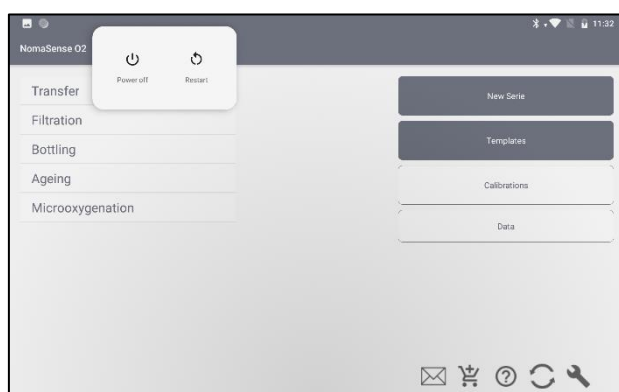 11:32
NomaSense O2
Power off
Restart
Transfer
Filtration
Bottling
Ageing
Microoxygenation
New Serie
Templates
Calibrations
Data